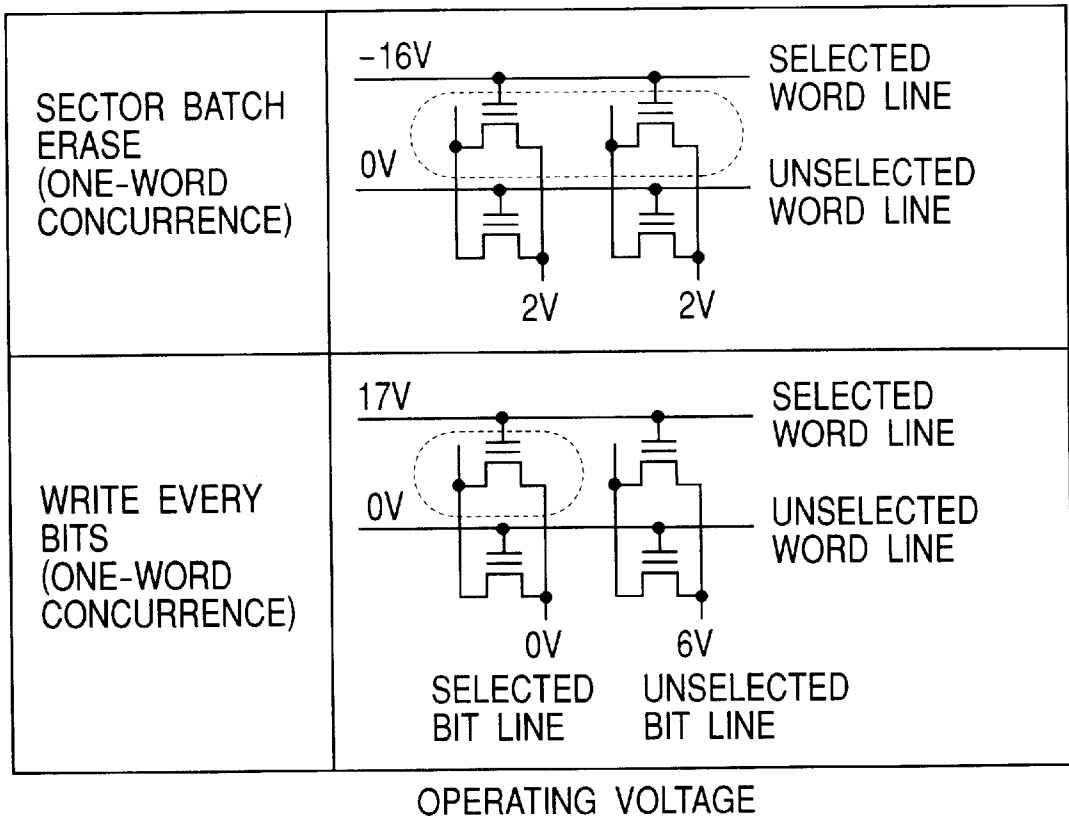 SECTOR BATCH
ERASE
(ONE-WORD
CONCURRENCE)
-16V
SELECTED
WORD LINE
0V
UNSELECTED
WORD LINE
2V
2V
WRITE EVERY
BITS
(ONE-WORD
CONCURRENCE)
17V
SELECTED
WORD LINE
0V
UNSELECTED
WORD LINE
0V
6V
SELECTED
BIT LINE
UNSELECTED
BIT LINE
OPERATING VOLTAGE